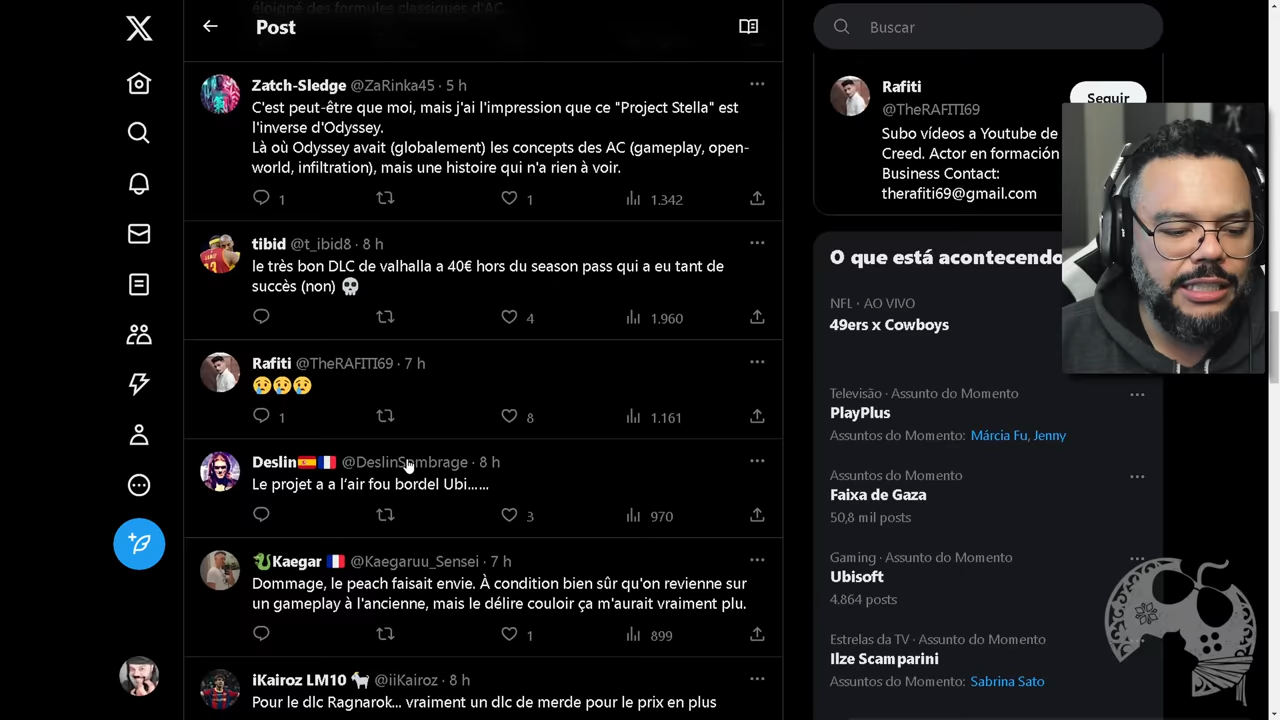 éloigné des formules classiques d'AC.
Post
Zatch-Sledge @ZaRinka45 · 5 h
C'est peut-être que moi, mais j'ai l'impression que ce "Project Stella" est
l'inverse d'Odyssey.
Là où Odyssey avait (globalement) les concepts des AC (gameplay, open-
world, infiltration), mais une histoire qui n'a rien à voir.
1 1 1.342
tibid @t_ibid8 · 8 h
le très bon DLC de valhalla a 40€ hors du season pass qui a eu tant de
succès (non) 💀
4 1.960
Rafiti @TheRAFITI69 · 7 h
😢😢😢
1 8 1.161
Deslin🇪🇸🇫🇷 @DeslinSombrage · 8 h
Le projet a a l'air fou bordel Ubi......
3 970
🐍Kaegar 🇫🇷 @Kaegaruu_Sensei · 7 h
Dommage, le peach faisait envie. À condition bien sûr qu'on revienne sur
un gameplay à l'ancienne, mais le délire couloir ça m'aurait vraiment plu.
1 899
iKairoz LM10 🐐 @iiKairoz · 8 h
Pour le dlc Ragnarok... vraiment un dlc de merde pour le prix en plus
Buscar
Rafiti
@TheRAFITI69
Seguir
Subo vídeos a Youtube de
Creed. Actor en formación
Business Contact:
therafiti69@gmail.com
O que está acontecendo
NFL · AO VIVO
49ers x Cowboys
Televisão · Assunto do Momento
PlayPlus
Assuntos do Momento: Márcia Fu, Jenny
Assuntos do Momento
Faixa de Gaza
50,8 mil posts
Gaming · Assunto do Momento
Ubisoft
4.864 posts
Estrelas da TV · Assunto do Momento
Ilze Scamparini
Assuntos do Momento: Sabrina Sato